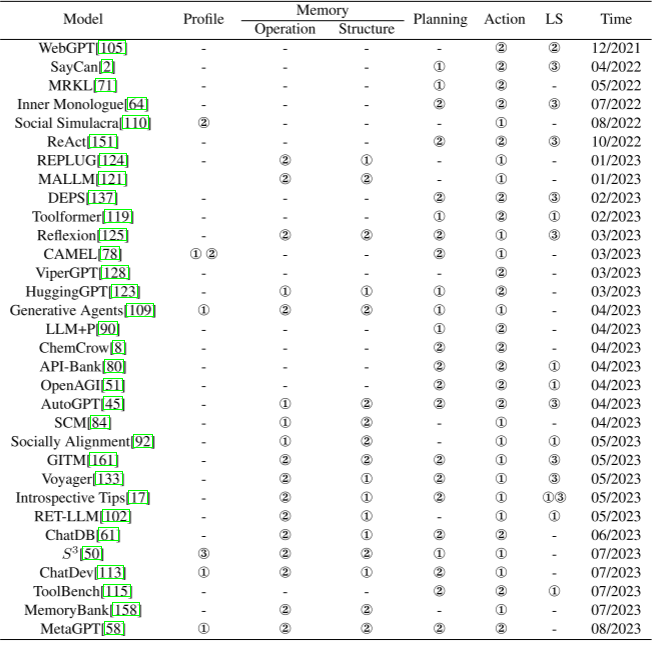 Model Profile Memory Planning Action LS Time
Operation Structure
WebGPT[105] - - - - ② ② 12/2021
SayCan[2] - - - ① ② ③ 04/2022
MRKL[71] - - - ① ② - 05/2022
Inner Monologue[64] - - - ② ② ③ 07/2022
Social Simulacra[110] ② - - - ① - 08/2022
ReAct[151] - - - ② ② ③ 10/2022
REPLUG[124] - ② ① - ① - 01/2023
MALLM[121] ② ② - ① - 01/2023
DEPS[137] - - - ② ② ③ 02/2023
Toolformer[119] - - - ① ② ① 02/2023
Reflexion[125] - ② ② ② ① ③ 03/2023
CAMEL[78] ① ② - - ② ① - 03/2023
ViperGPT[128] - - - - ② - 03/2023
HuggingGPT[123] - ① ① ① ② - 03/2023
Generative Agents[109] ① ② ② ① ① - 04/2023
LLM+P[90] - - - ① ② - 04/2023
ChemCrow[8] - - - ② ② - 04/2023
API-Bank[80] - - - ② ② ① 04/2023
OpenAGI[51] - - - ② ② ① 04/2023
AutoGPT[45] - ① ② ② ② ③ 04/2023
SCM[84] - ① ② - ① - 04/2023
Socially Alignment[92] - ① ② - ① ① 05/2023
GITM[161] - ② ② ② ① ③ 05/2023
Voyager[133] - ② ① ② ① ③ 05/2023
Introspective Tips[17] - ② ① ② ① ①③ 05/2023
RET-LLM[102] - ② ① - ① ① 05/2023
ChatDB[61] - ② ① ② ② - 06/2023
S³[50] ③ ② ② ① ① - 07/2023
ChatDev[113] ① ② ① ② ① - 07/2023
ToolBench[115] - - - ② ② ① 07/2023
MemoryBank[158] - ② ② - ① - 07/2023
MetaGPT[58] ① ② ② ② ② - 08/2023